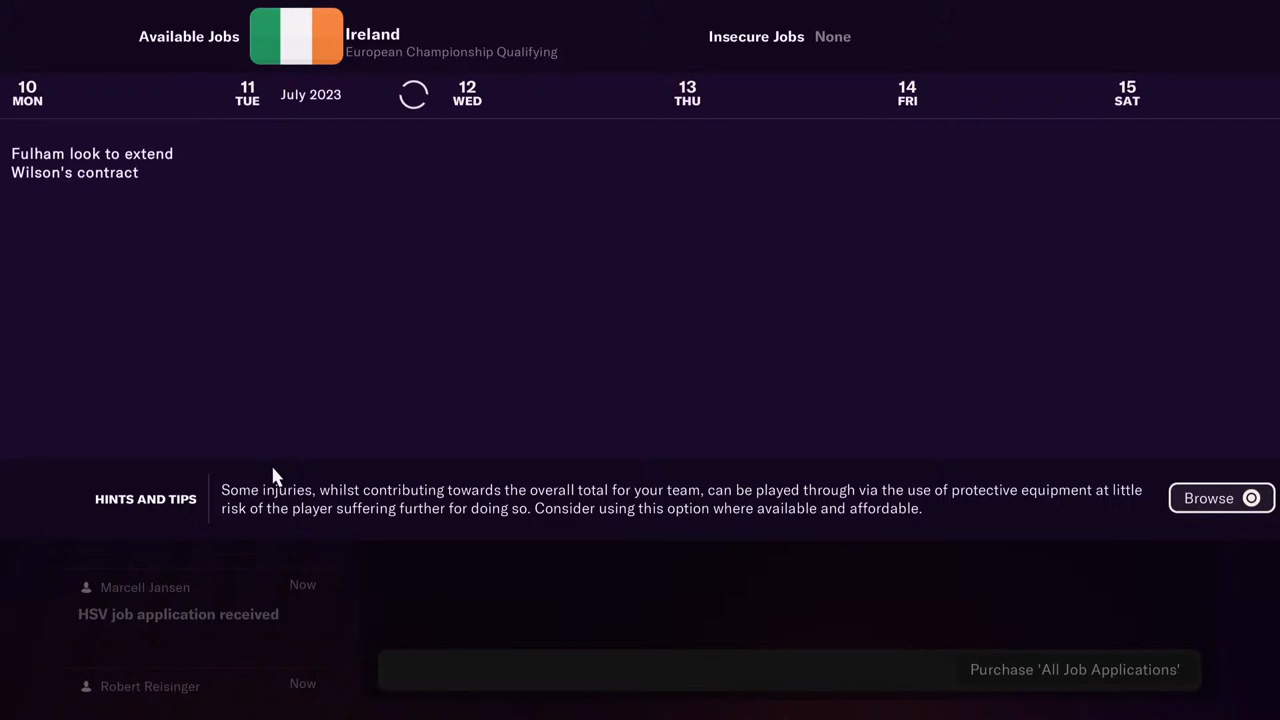 Available Jobs
Ireland
European Championship Qualifying
Insecure Jobs None
10
MON
11
TUE
July 2023
12
WED
13
THU
14
FRI
15
SAT
Fulham look to extend
Wilson's contract
HINTS AND TIPS
Some injuries, whilst contributing towards the overall total for your team, can be played through via the use of protective equipment at little
risk of the player suffering further for doing so. Consider using this option where available and affordable.
Browse
Marcell Jansen
Now
HSV job application received
Robert Reisinger
Now
Purchase 'All Job Applications'